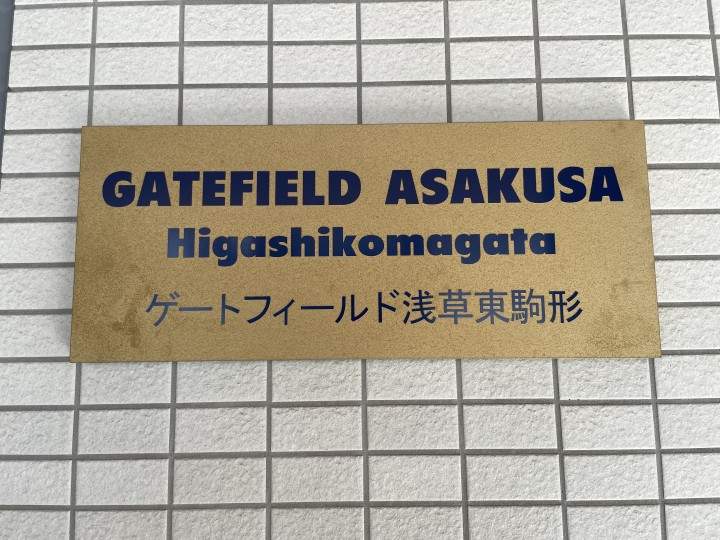 GATEFIELD ASAKUSA
Higashikomagata
ゲートフィールド浅草東駒形